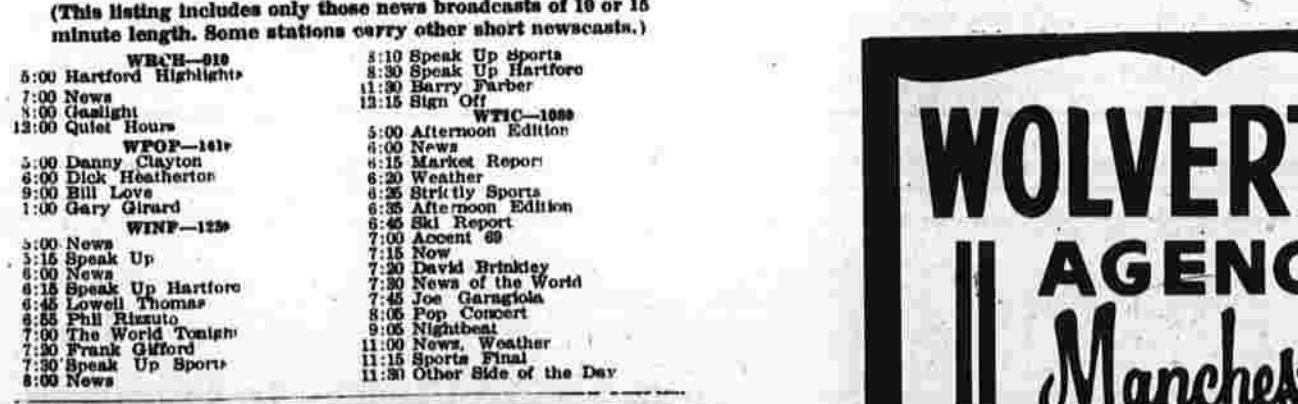 (This listing includes only those news broadcasts of 10 or 15
minute length. Some stations carry other short newscasts.)
WRCH—910
5:00 Hartford Highlights
7:00 News
8:00 Gaslight
12:00 Quiet Hours
WPOP—1410
5:00 Danny Clayton
6:00 Dick Heatherton
9:00 Bill Love
1:00 Gary Girard
WINF—1230
5:00 News
5:15 Speak Up
6:00 News
6:15 Speak Up Hartford
6:45 Lowell Thomas
6:55 Phil Rizzuto
7:00 The World Tonight
7:20 Frank Gifford
7:30 Speak Up Sports
8:00 News
8:10 Speak Up Sports
8:30 Speak Up Hartford
11:30 Barry Farber
12:15 Sign Off
WTIC—1080
5:00 Afternoon Edition
6:00 News
6:15 Market Report
6:20 Weather
6:25 Strictly Sports
6:35 Afternoon Edition
6:45 Ski Report
7:00 Accent 69
7:15 Now
7:20 David Brinkley
7:30 News of the World
7:45 Joe Garagiola
8:05 Pop Concert
9:05 Nightbeat
11:00 News, Weather
11:15 Sports Final
11:30 Other Side of the Day
WOLVERT
AGENC
Manches